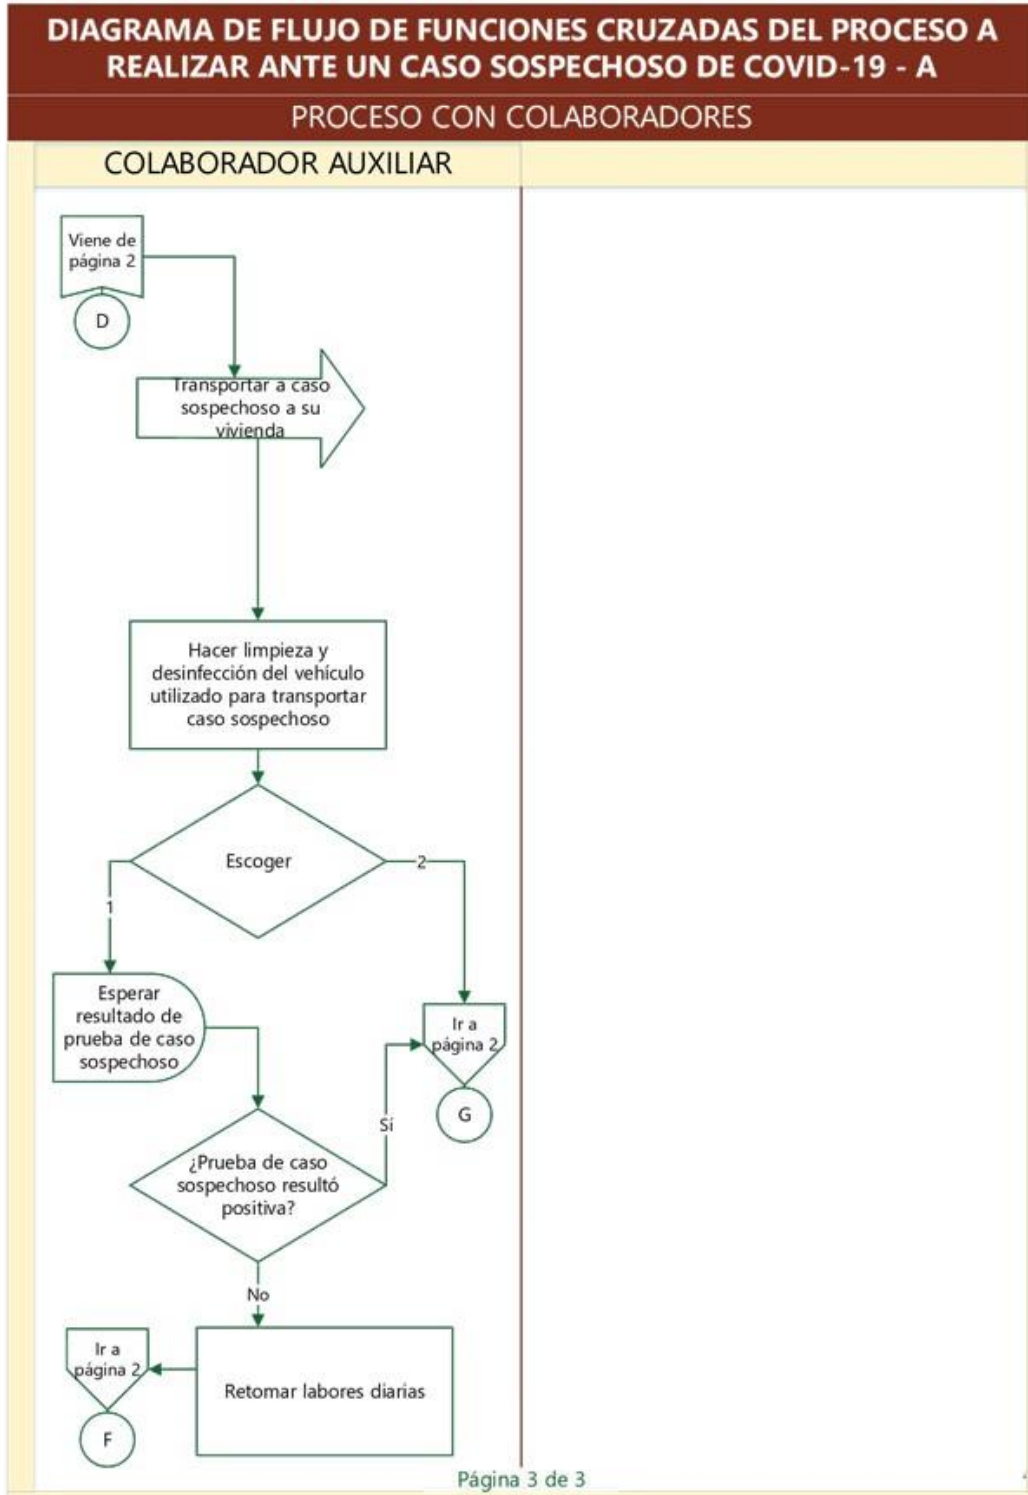 DIAGRAMA DE FLUJO DE FUNCIONES CRUZADAS DEL PROCESO A
REALIZAR ANTE UN CASO SOSPECHOSO DE COVID-19 - A
PROCESO CON COLABORADORES
COLABORADOR AUXILIAR
Viene de
página 2
D
Transportar a caso
sospechoso a su
vivienda
Hacer limpieza y
desinfección del vehículo
utilizado para transportar
caso sospechoso
Escoger
2
1
Esperar
resultado de
prueba de caso
sospechoso
Ir a
página 2
G
Sí
¿Prueba de caso
sospechoso resultó
positiva?
No
Ir a
página 2
F
Retomar labores diarias
Página 3 de 3